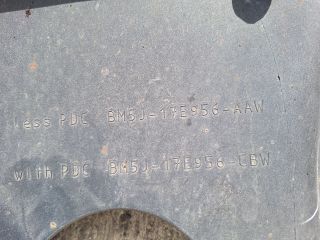 Less PDC BM5J-17E956-AAW
with PDC BM5J-17E956-CBW